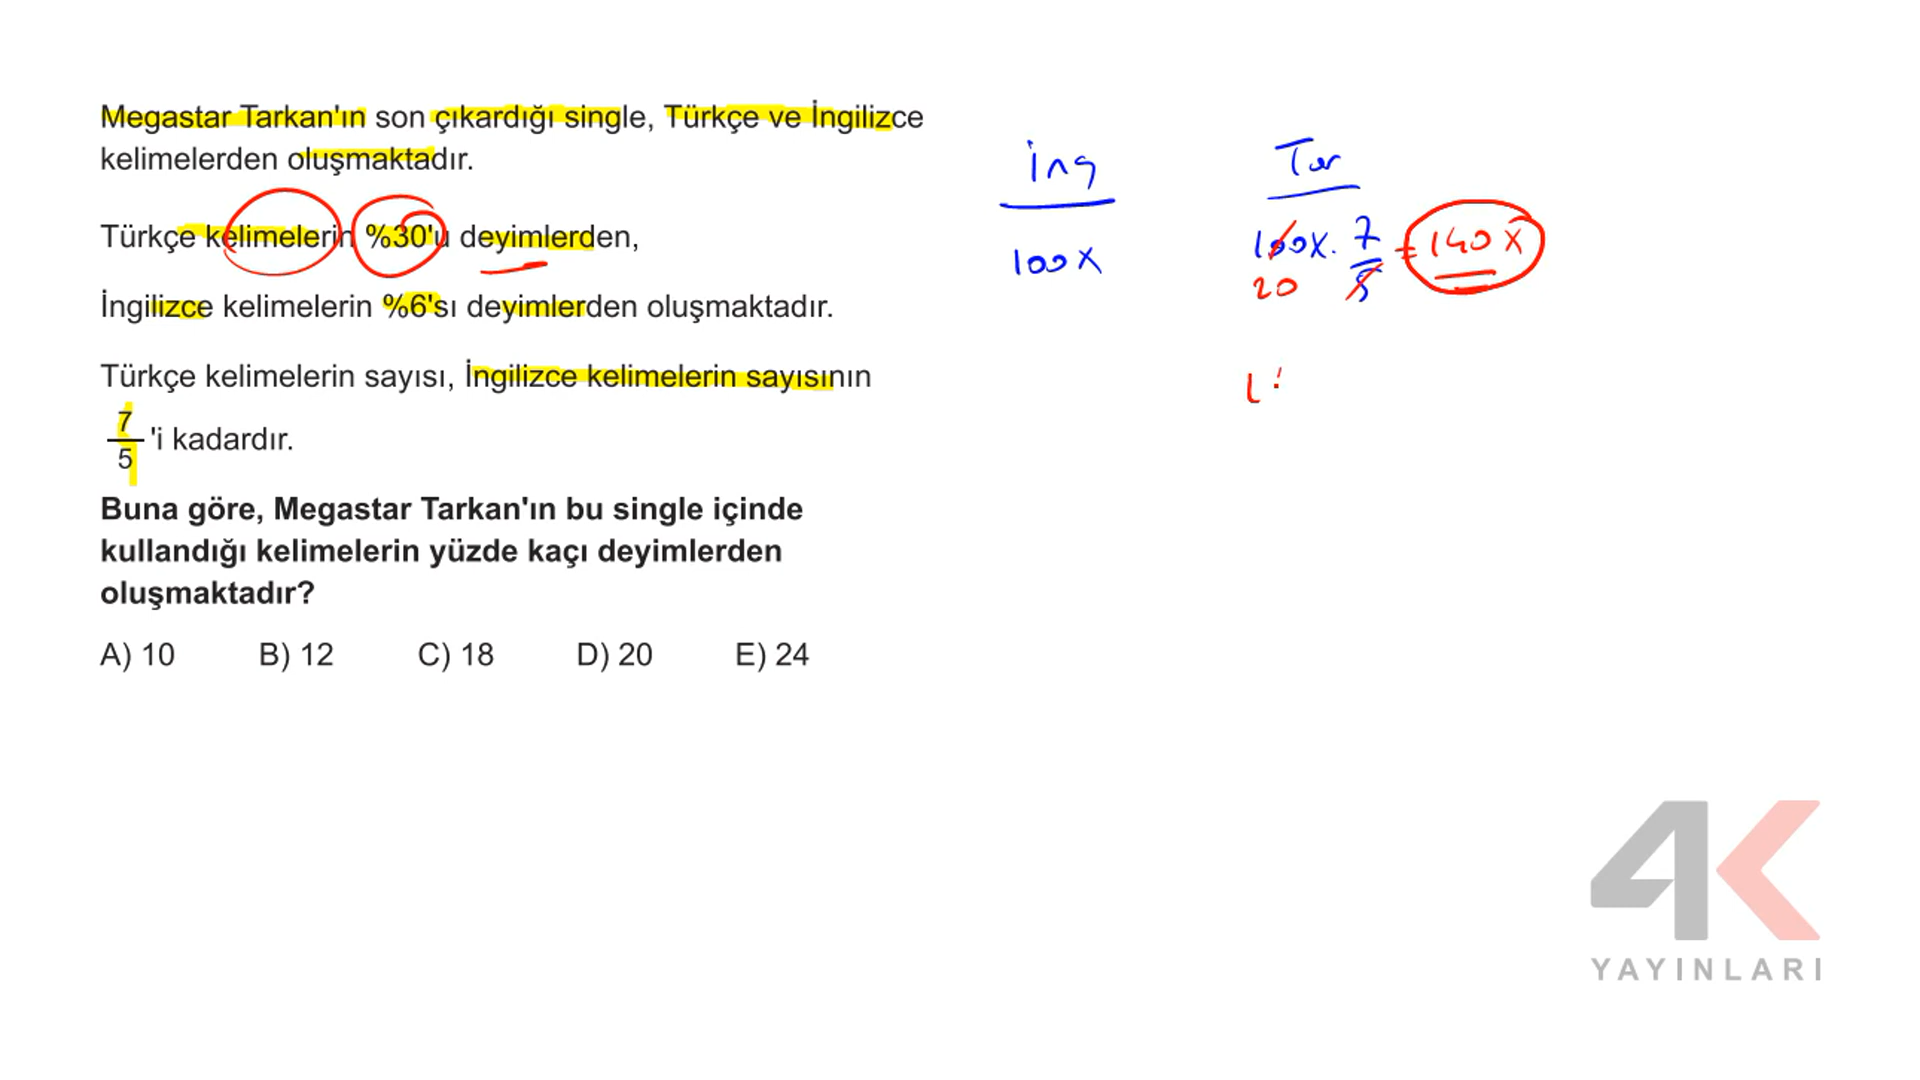 Megastar Tarkan'ın son çıkardığı single, Türkçe ve İngilizce
kelimelerden oluşmaktadır.
Türkçe kelimelerin %30'u deyimlerden,
İngilizce kelimelerin %6'sı deyimlerden oluşmaktadır.
Türkçe kelimelerin sayısı, İngilizce kelimelerin sayısının
7/5 'i kadardır.
Buna göre, Megastar Tarkan'ın bu single içinde
kullandığı kelimelerin yüzde kaçı deyimlerden
oluşmaktadır?
A) 10 B) 12 C) 18 D) 20 E) 24
İng
100x
100x. 7/5 = 140x
20
4K
YAYINLARI